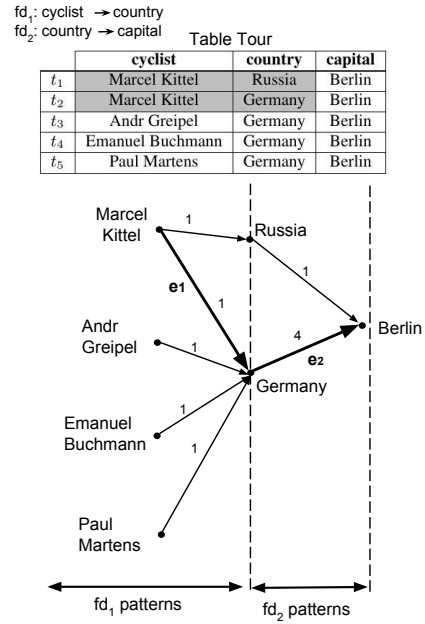 fd1: cyclist → country
fd2: country → capital
Table Tour
cyclist country capital
t1 Marcel Kittel Russia Berlin
t2 Marcel Kittel Germany Berlin
t3 Andr Greipel Germany Berlin
t4 Emanuel Buchmann Germany Berlin
t5 Paul Martens Germany Berlin
Marcel
Kittel
1
Russia
1
e1
1
4
Berlin
e2
Andr
Greipel
1
Germany
Emanuel
Buchmann
1
1
Paul
Martens
fd1 patterns
fd2 patterns